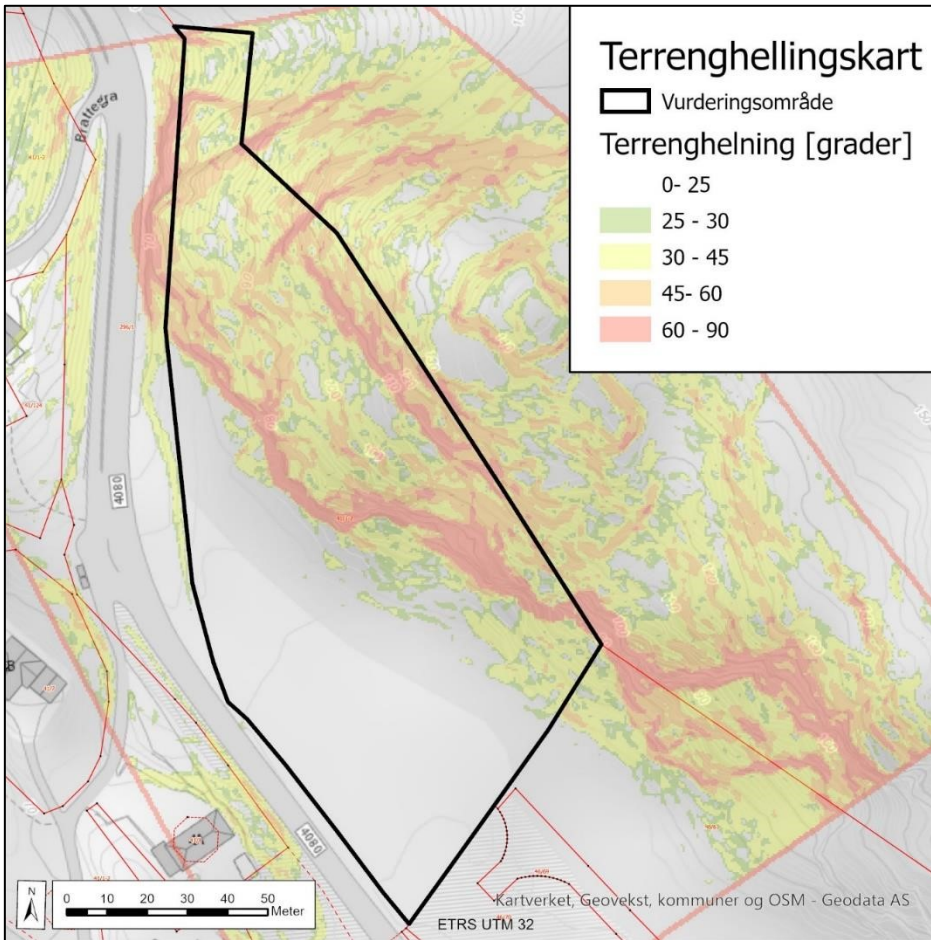 Terrenghellingskart
Vurderingsområde
Terrenghelning [grader]
0- 25
25 - 30
30 - 45
45- 60
60 - 90
Brattegra
4080
4080
N
0 10 20 30 40 50
Meter
Kartverket, Geovekst, kommuner og OSM - Geodata AS
ETRS UTM 32